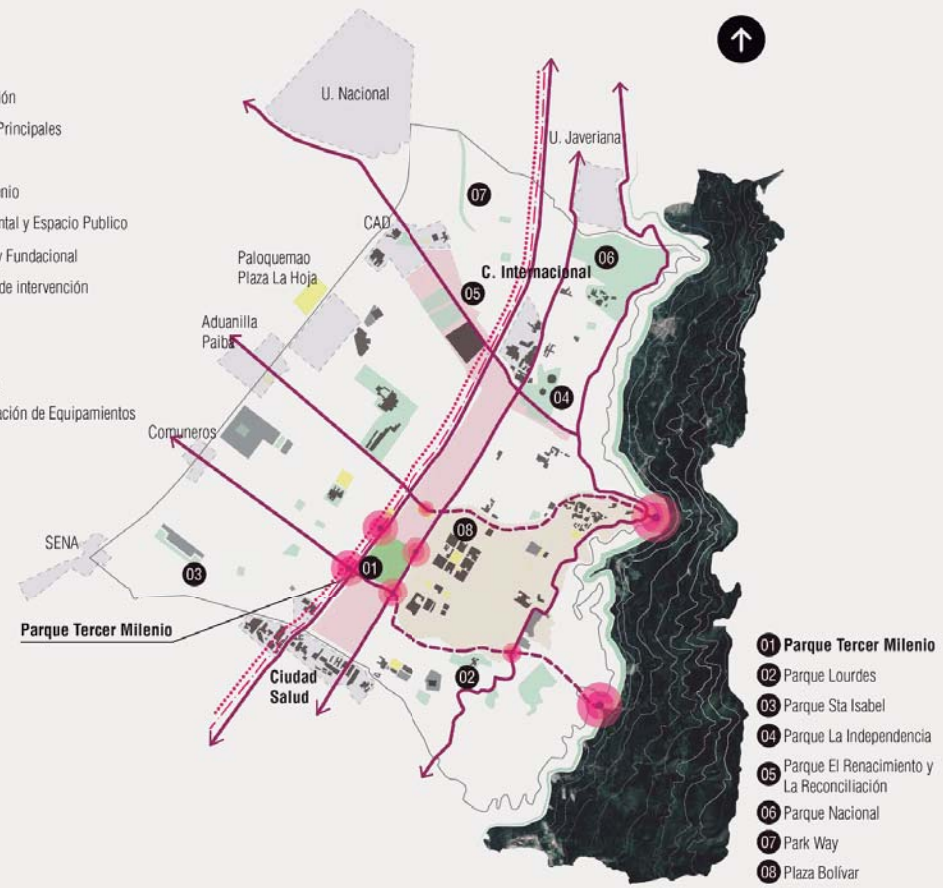 ión
Principales
enio
ntal y Espacio Publico
y Fundacional
de intervención
ación de Equipamientos
U. Nacional
U. Javeriana
07
CAD
06
C. Internacional
Paloquemao
Plaza La Hoja
05
Aduanilla
Paiba
04
Comuneros
08
SENA
01
03
Parque Tercer Milenio
Ciudad
Salud
02
01 Parque Tercer Milenio
02 Parque Lourdes
03 Parque Sta Isabel
04 Parque La Independencia
05 Parque El Renacimiento y
La Reconciliación
06 Parque Nacional
07 Park Way
08 Plaza Bolívar